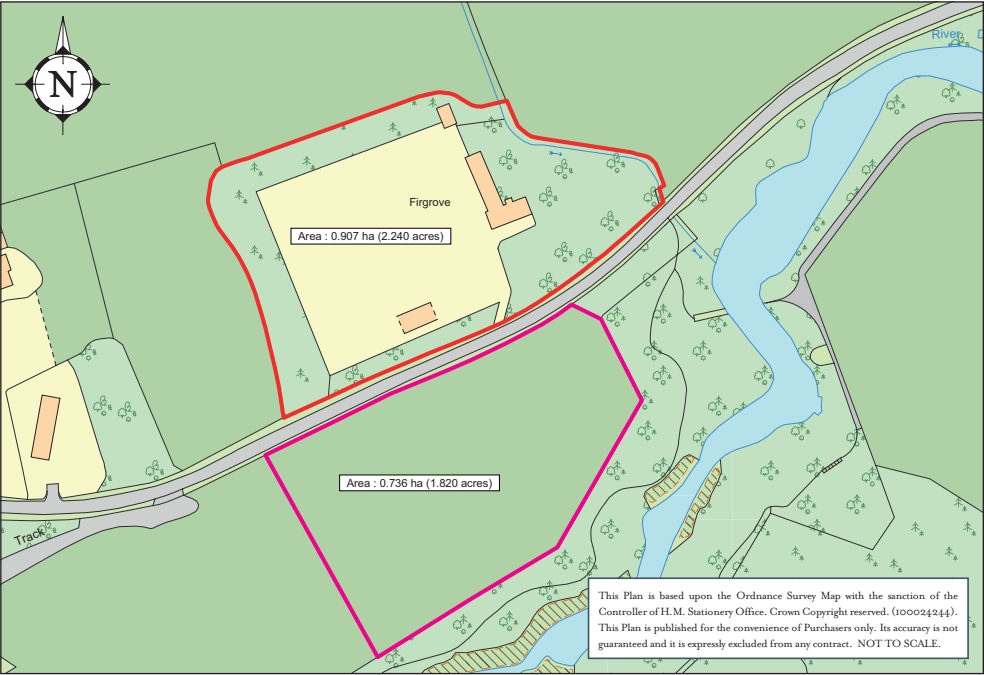 N
River D
Firgrove
Area : 0.907 ha (2.240 acres)
Area : 0.736 ha (1.820 acres)
Track
This Plan is based upon the Ordnance Survey Map with the sanction of the
Controller of H.M. Stationery Office. Crown Copyright reserved. (100024244).
This Plan is published for the convenience of Purchasers only. Its accuracy is not
guaranteed and it is expressly excluded from any contract. NOT TO SCALE.